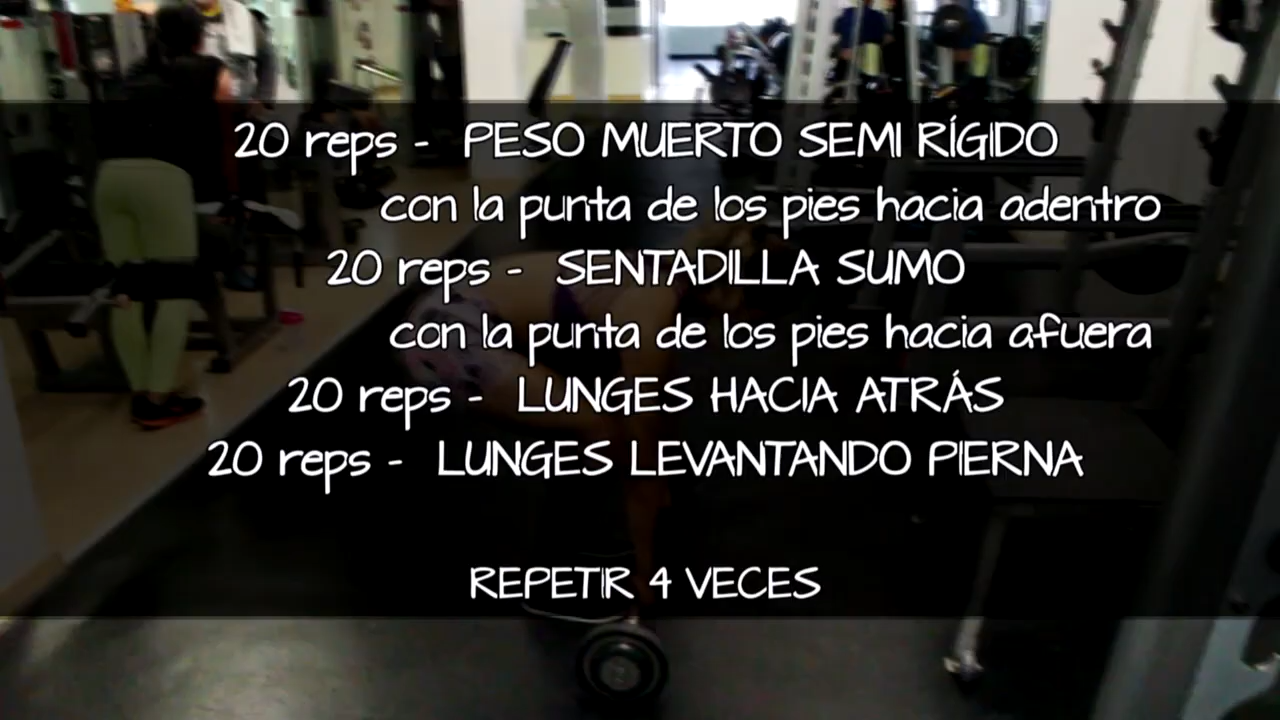 20 reps - PESO MUERTO SEMI RÍGIDO
con la punta de los pies hacia adentro
20 reps - SENTADILLA SUMO
con la punta de los pies hacia afuera
20 reps - LUNGES HACIA ATRÁS
20 reps - LUNGES LEVANTANDO PIERNA
REPETIR 4 VECES